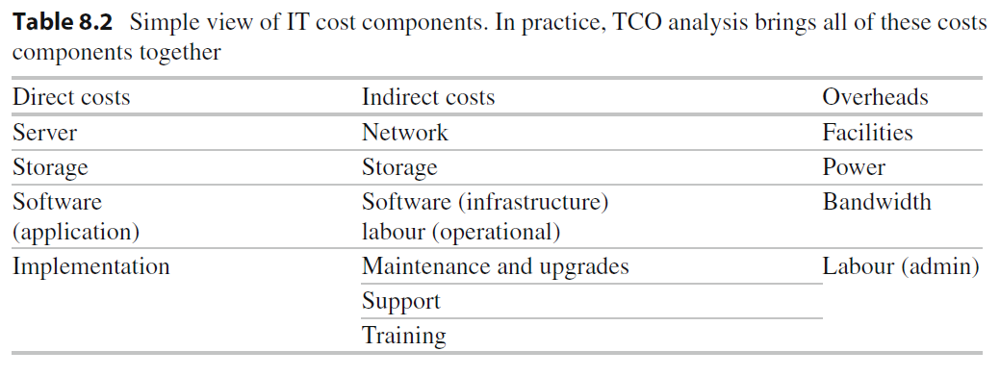 Table 8.2 Simple view of IT cost components. In practice, TCO analysis brings all of these costs
components together
Direct costs Indirect costs Overheads
Server Network Facilities
Storage Storage Power
Software Software (infrastructure) Bandwidth
(application) labour (operational)
Implementation Maintenance and upgrades Labour (admin)
Support
Training